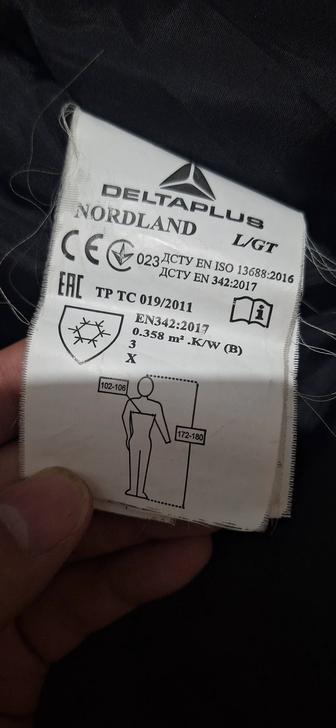 DELTAPLUS
NORDLAND L/GT
CE 023 ДСТУ EN ISO 13688:2016
ДСТУ EN 342:2017
EAC ТР ТС 019/2011
i
EN342:2017
0.358 m² .K/W (B)
3
X
102-106
172-180